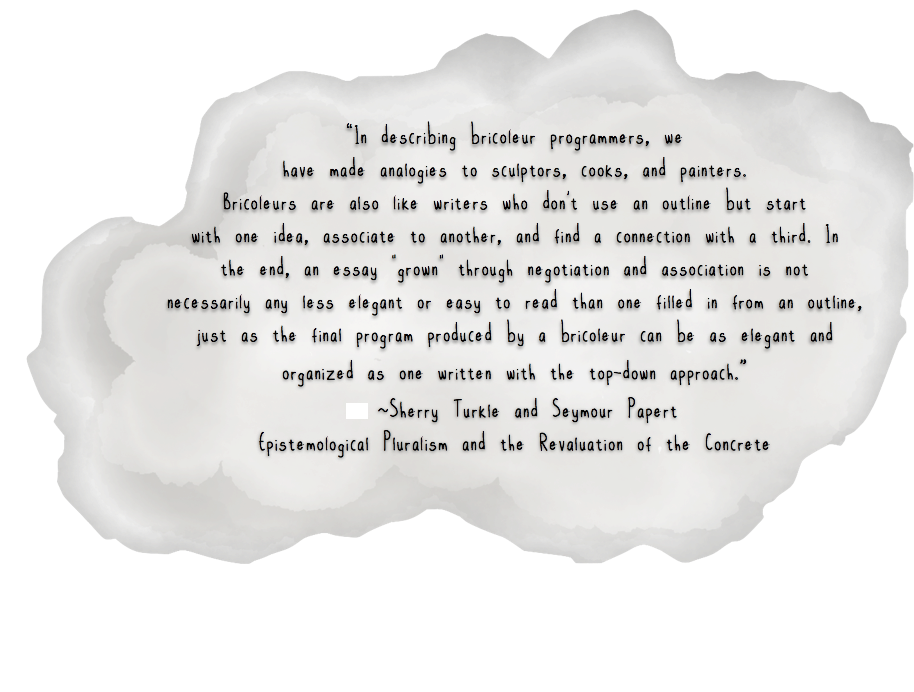 “In describing bricoleur programmers, we
have made analogies to sculptors, cooks, and painters.
Bricoleurs are also like writers who don't use an outline but start
with one idea, associate to another, and find a connection with a third. In
the end, an essay "grown" through negotiation and association is not
necessarily any less elegant or easy to read than one filled in from an outline,
just as the final program produced by a bricoleur can be as elegant and
organized as one written with the top-down approach.”
~Sherry Turkle and Seymour Papert
Epistemological Pluralism and the Revaluation of the Concrete